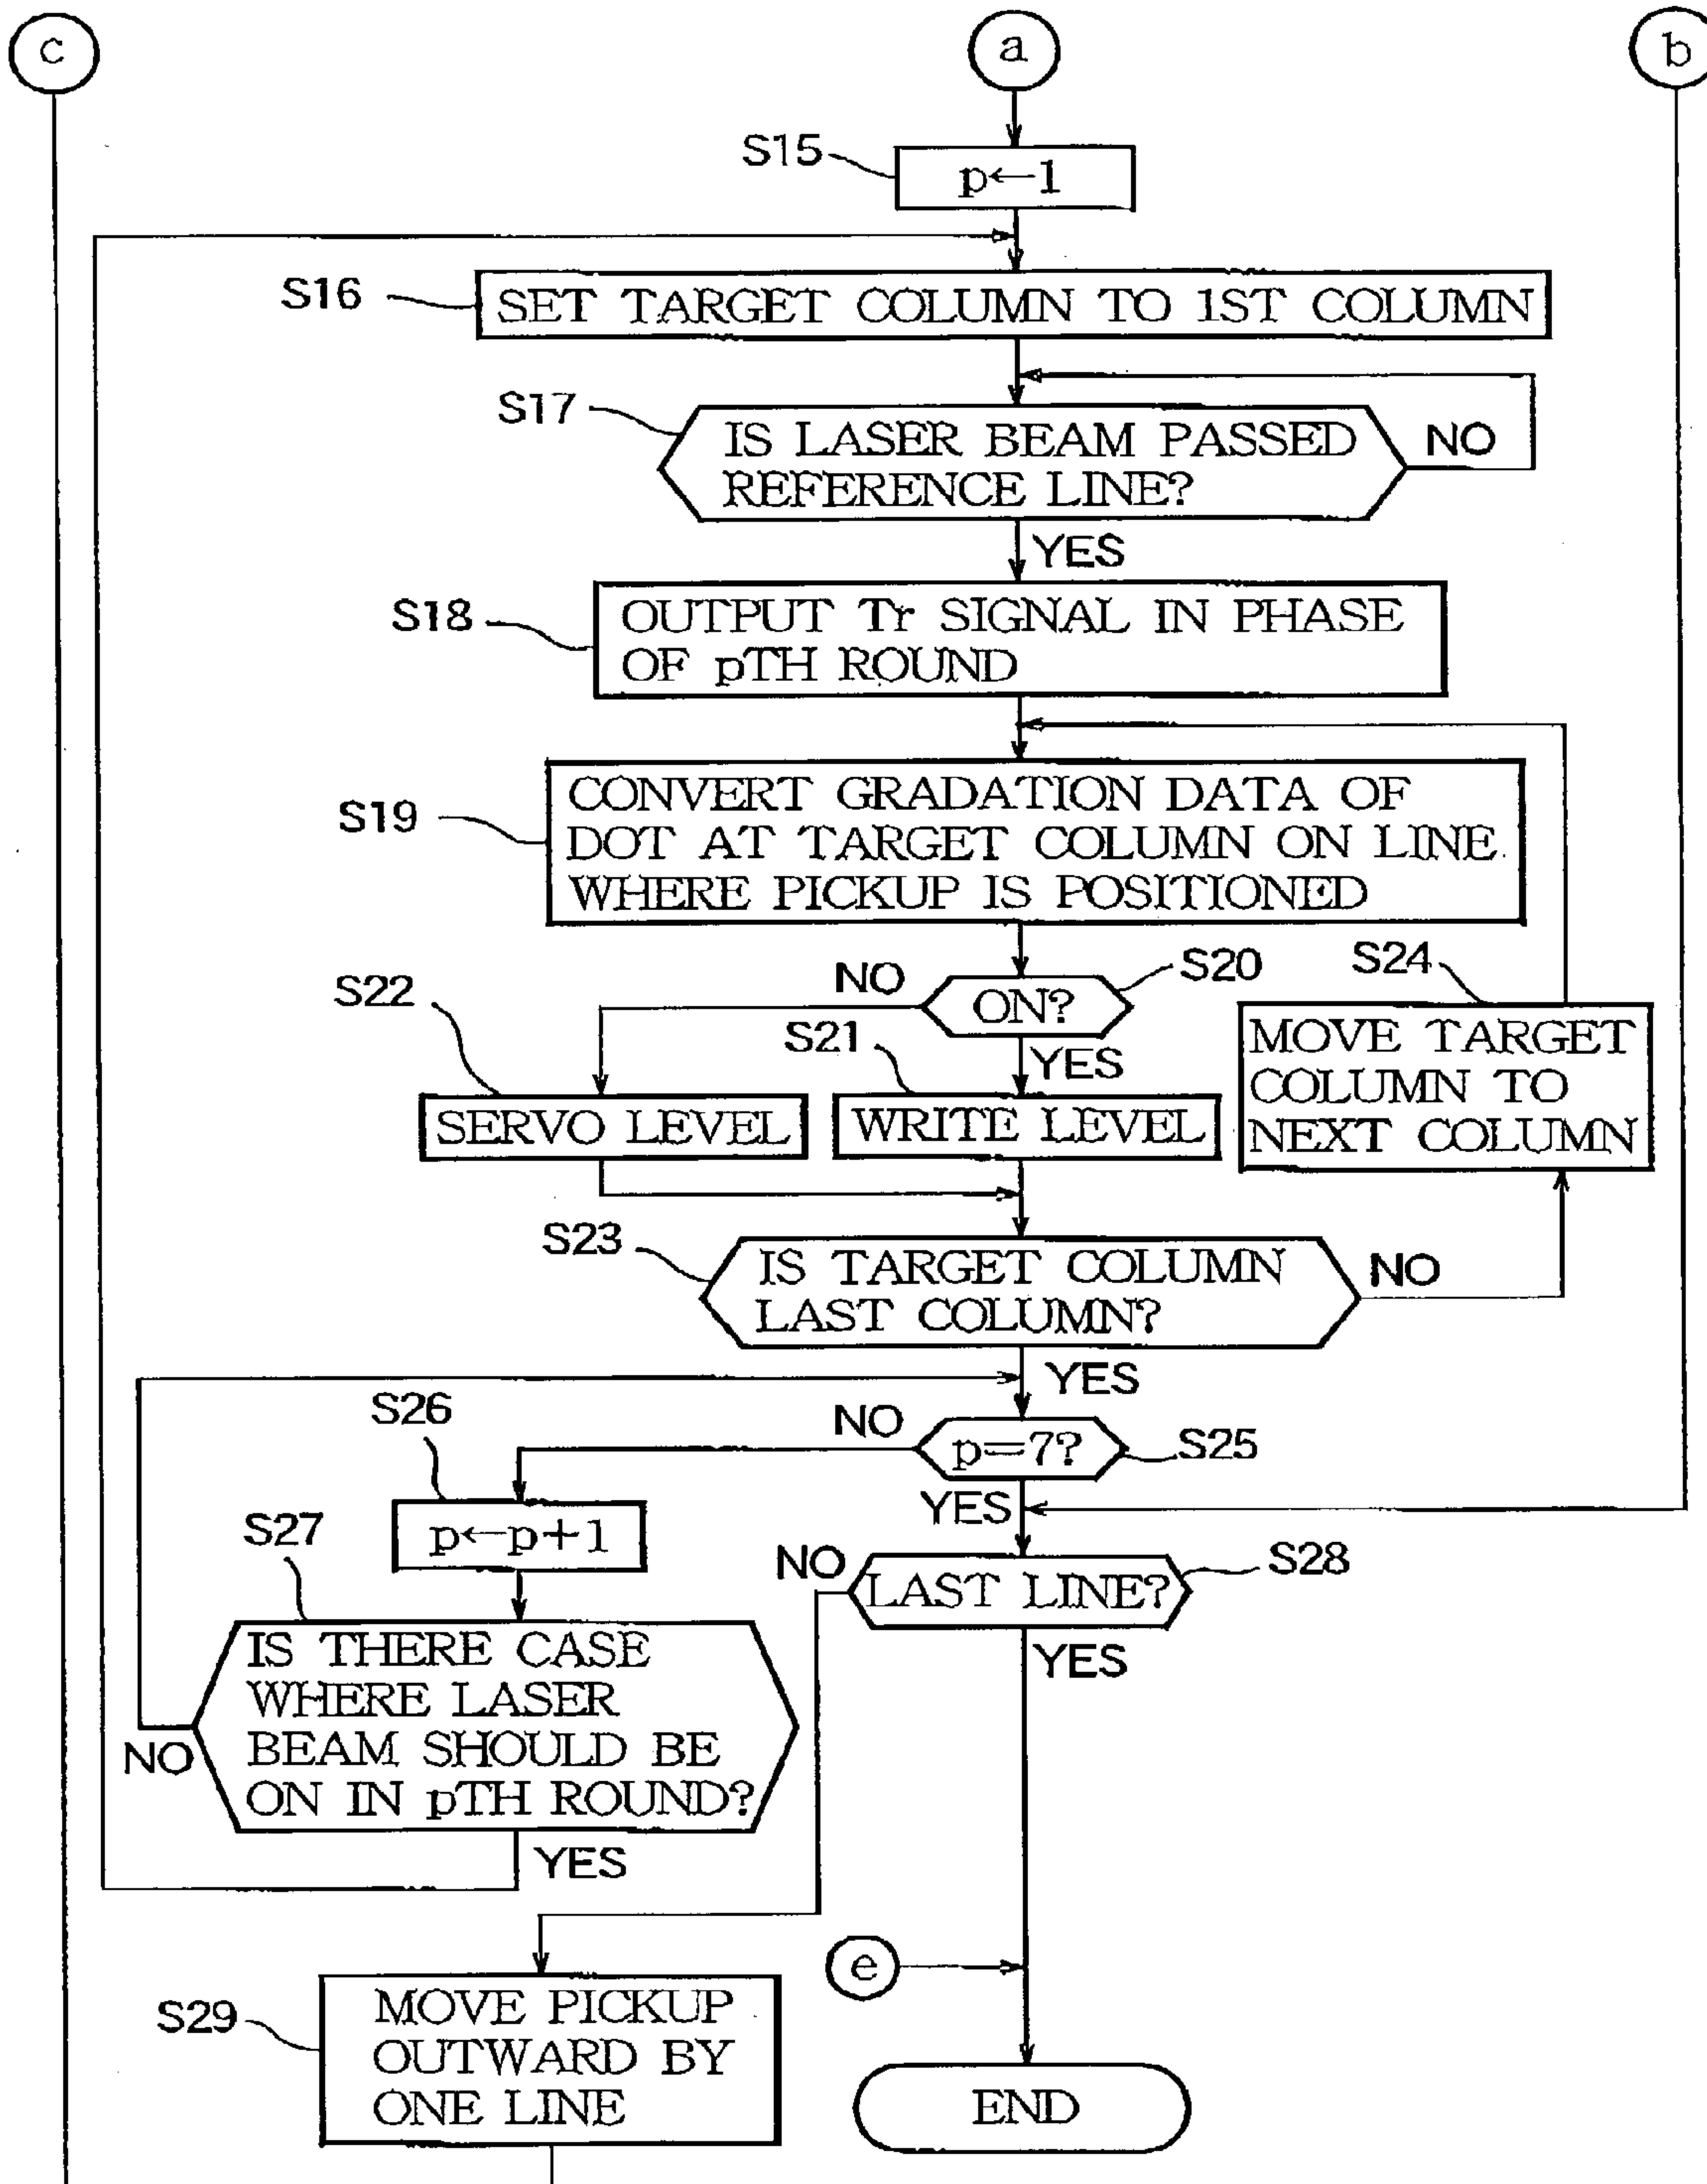 c
a
b
S15
p←1
S16
SET TARGET COLUMN TO 1ST COLUMN
S17
IS LASER BEAM PASSED
REFERENCE LINE?
NO
YES
S18
OUTPUT Tr SIGNAL IN PHASE
OF pTH ROUND
S19
CONVERT GRADATION DATA OF
DOT AT TARGET COLUMN ON LINE
WHERE PICKUP IS POSITIONED
NO
S20
ON?
S24
S22
S21
YES
MOVE TARGET
COLUMN TO
NEXT COLUMN
SERVO LEVEL
WRITE LEVEL
S23
IS TARGET COLUMN
LAST COLUMN?
NO
YES
S26
NO
p=7?
S25
YES
S27
p←p+1
NO
LAST LINE?
S28
IS THERE CASE
WHERE LASER
BEAM SHOULD BE
ON IN pTH ROUND?
NO
YES
YES
e
S29
MOVE PICKUP
OUTWARD BY
ONE LINE
END